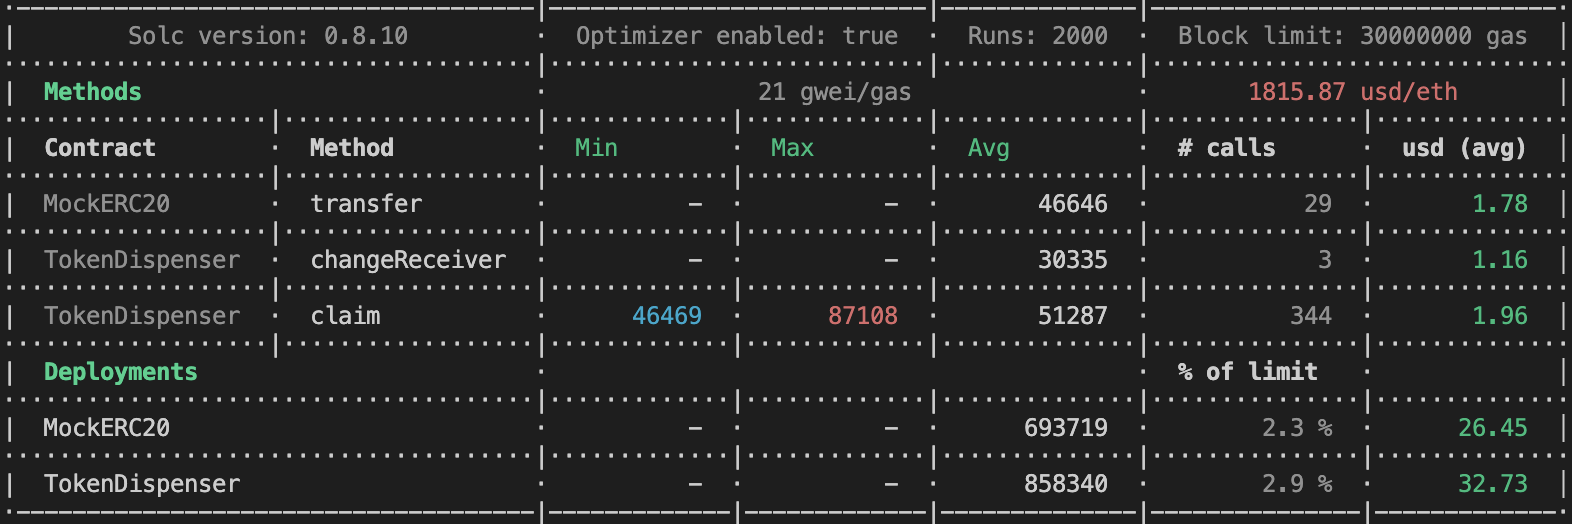 Solc version: 0.8.10 Optimizer enabled: true Runs: 2000 Block limit: 30000000 gas
Methods 21 gwei/gas 1815.87 usd/eth
Contract Method Min Max Avg # calls usd (avg)
MockERC20 transfer - - 46646 29 1.78
TokenDispenser changeReceiver - - 30335 3 1.16
TokenDispenser claim 46469 87108 51287 344 1.96
Deployments % of limit
MockERC20 - - 693719 2.3 % 26.45
TokenDispenser - - 858340 2.9 % 32.73